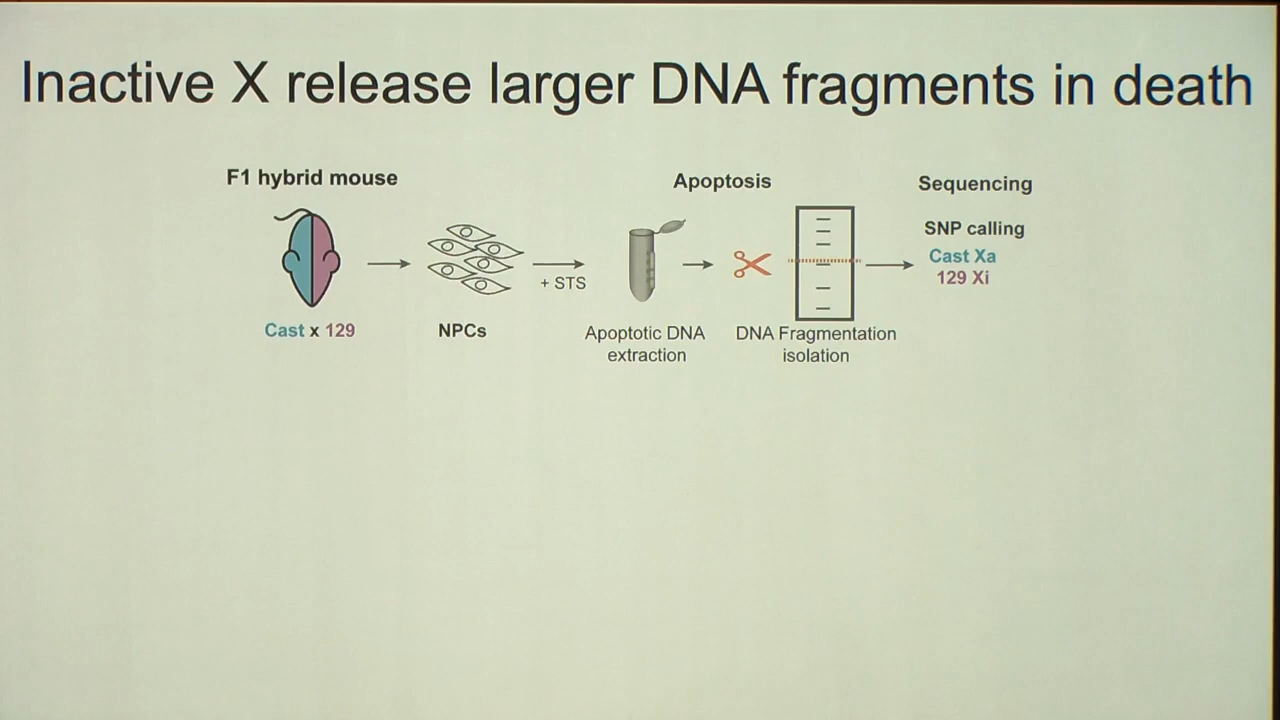 Inactive X release larger DNA fragments in death
F1 hybrid mouse
Apoptosis
Sequencing
SNP calling
Cast Xa
129 Xi
+ STS
Cast x 129
NPCs
Apoptotic DNA
extraction
DNA Fragmentation
isolation